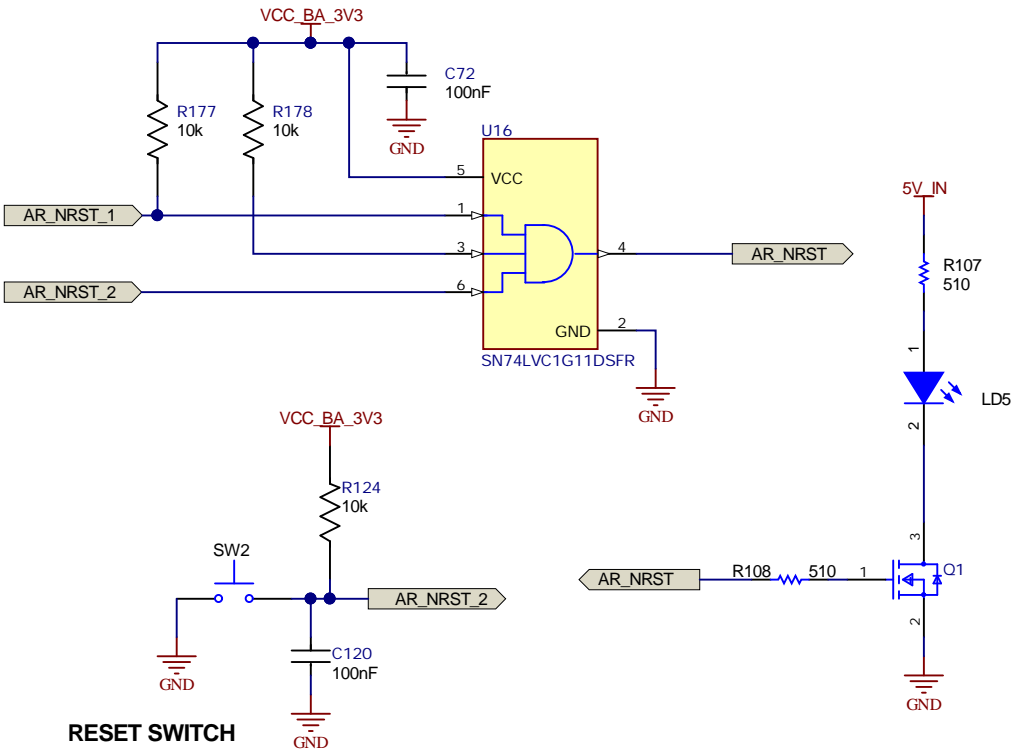 VCC_BA_3V3
C72
100nF
R177
10k
R178
10k
GND
U16
5
VCC
AR_NRST_1
1
3
4
AR_NRST
AR_NRST_2
6
GND
2
SN74LVC1G11DSFR
GND
5V_IN
R107
510
1
LD5
2
VCC_BA_3V3
R124
10k
SW2
AR_NRST_2
C120
100nF
GND
GND
RESET SWITCH
3
AR_NRST
R108
510
1
Q1
2
GND